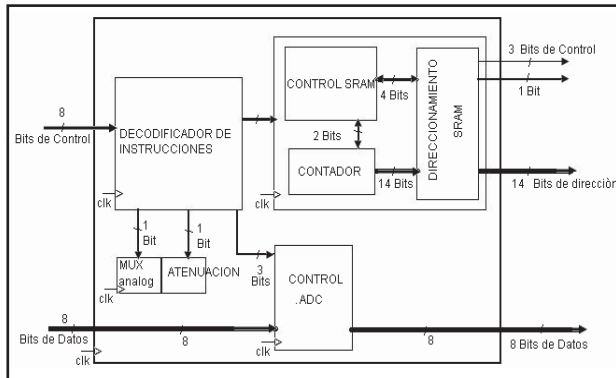 3 Bits de Control
1 Bit
CONTROL SRAM
4 Bits
DIRECCIONAMIENTO
SRAM
8
Bits de Control
DECODIFICADOR DE
INSTRUCCIONES
2 Bits
CONTADOR
14 Bits
14 Bits de direcciòn
clk
clk
1
Bit
1
Bit
3
Bits
MUX
analog
ATENUACION
clk
CONTROL
.ADC
8
Bits de Datos
8
clk
8
8
8 Bits de Datos
clk